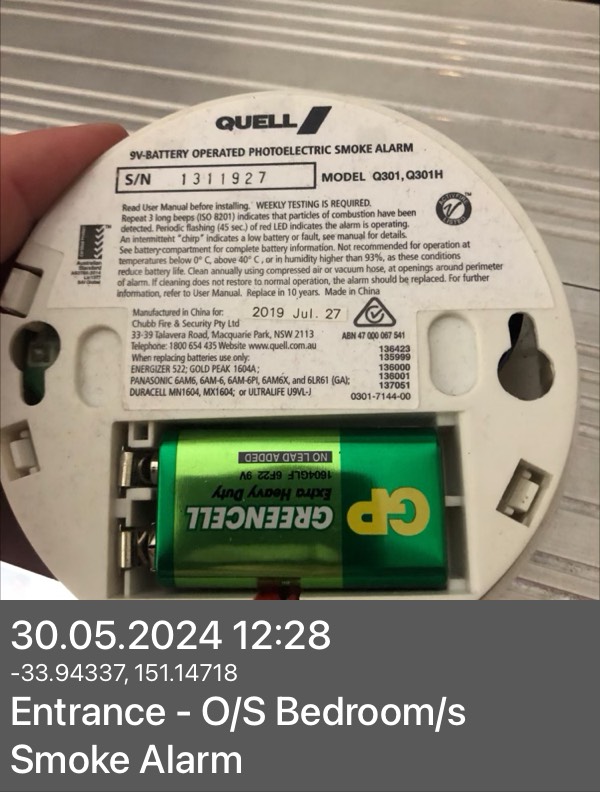 QUELL
9V-BATTERY OPERATED PHOTOELECTRIC SMOKE ALARM
S/N 1311927 MODEL Q301, Q301H
Read User Manual before installing. WEEKLY TESTING IS REQUIRED.
Repeat 3 long beeps (ISO 8201) indicates that particles of combustion have been
detected. Periodic flashing (45 sec.) of red LED indicates the alarm is operating.
An intermittent "chirp" indicates a low battery or fault, see manual for details.
See battery compartment for complete battery information. Not recommended for operation at
temperatures below 0° C, above 40° C, or in humidity higher than 93%, as these conditions
reduce battery life. Clean annually using compressed air or vacuum hose, at openings around perimeter
of alarm. If cleaning does not restore to normal operation, the alarm should be replaced. For further
information, refer to User Manual. Replace in 10 years. Made in China
Australian
Standard
Manufactured in China for: 2019 Jul. 27
Chubb Fire & Security Pty Ltd
33-39 Talavera Road, Macquarie Park, NSW 2113
ABN 47 000 067 541
Telephone: 1800 654 435 Website www.quell.com.au
When replacing batteries use only:
ENERGIZER 522; GOLD PEAK 1604A;
PANASONIC 6AM6, 6AM-6, 6AM-6PI, 6AM6X, and 6LR61 (GA);
DURACELL MN1604, MX1604; or ULTRALIFE U9VL-J
136423
135999
136000
136001
137051
0301-7144-00
GP
GREENCELL
Extra Heavy Duty
1604GLF 6F22 9V
NO LEAD ADDED
30.05.2024 12:28
-33.94337, 151.14718
Entrance - O/S Bedroom/s
Smoke Alarm